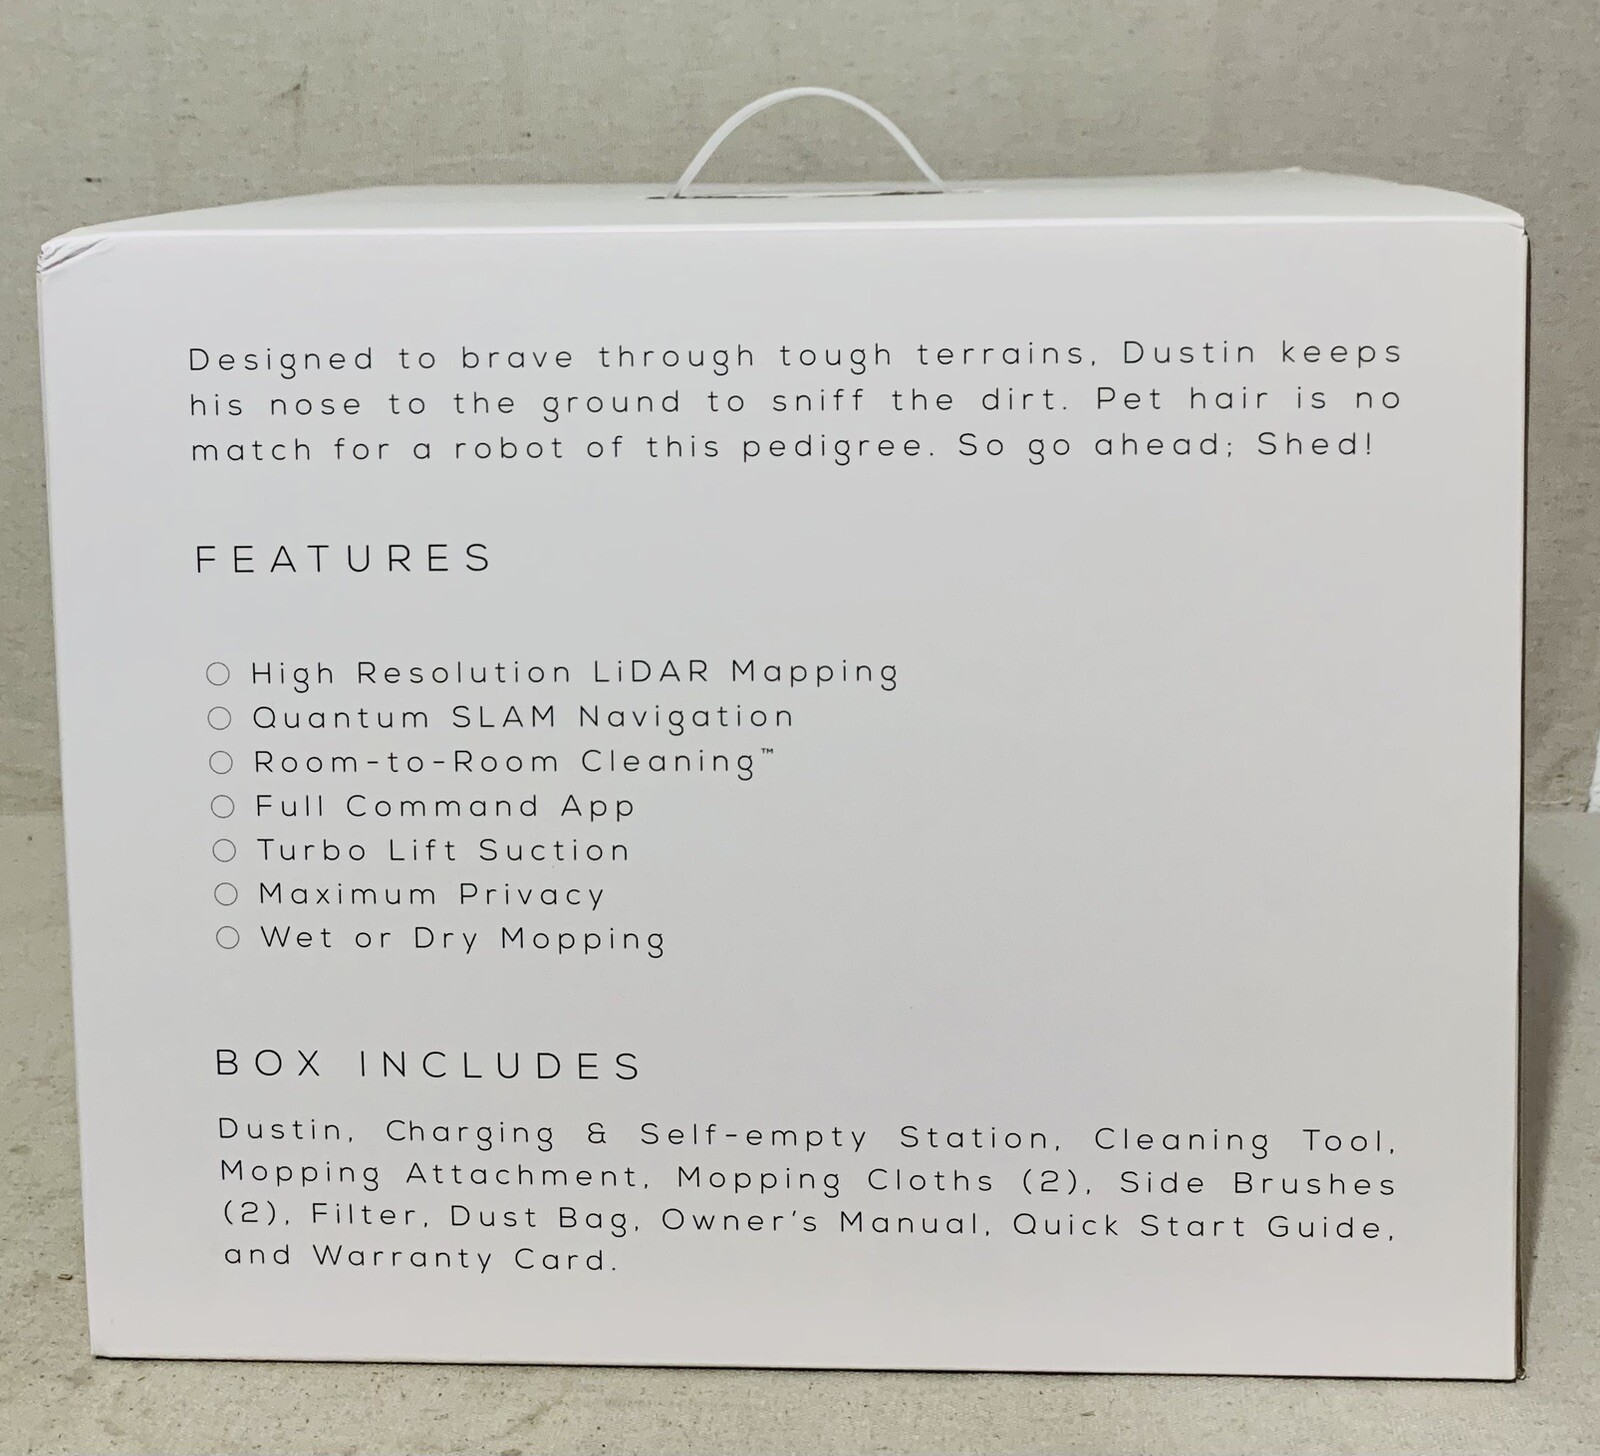 Designed to brave through tough terrains, Dustin keeps
his nose to the ground to sniff the dirt. Pet hair is no
match for a robot of this pedigree. So go ahead; Shed!
FEATURES
High Resolution LiDAR Mapping
Quantum SLAM Navigation
Room-to-Room Cleaning™
Full Command App
Turbo Lift Suction
Maximum Privacy
Wet or Dry Mopping
BOX INCLUDES
Dustin, Charging & Self-empty Station, Cleaning Tool,
Mopping Attachment, Mopping Cloths (2), Side Brushes
(2), Filter, Dust Bag, Owner's Manual, Quick Start Guide,
and Warranty Card.